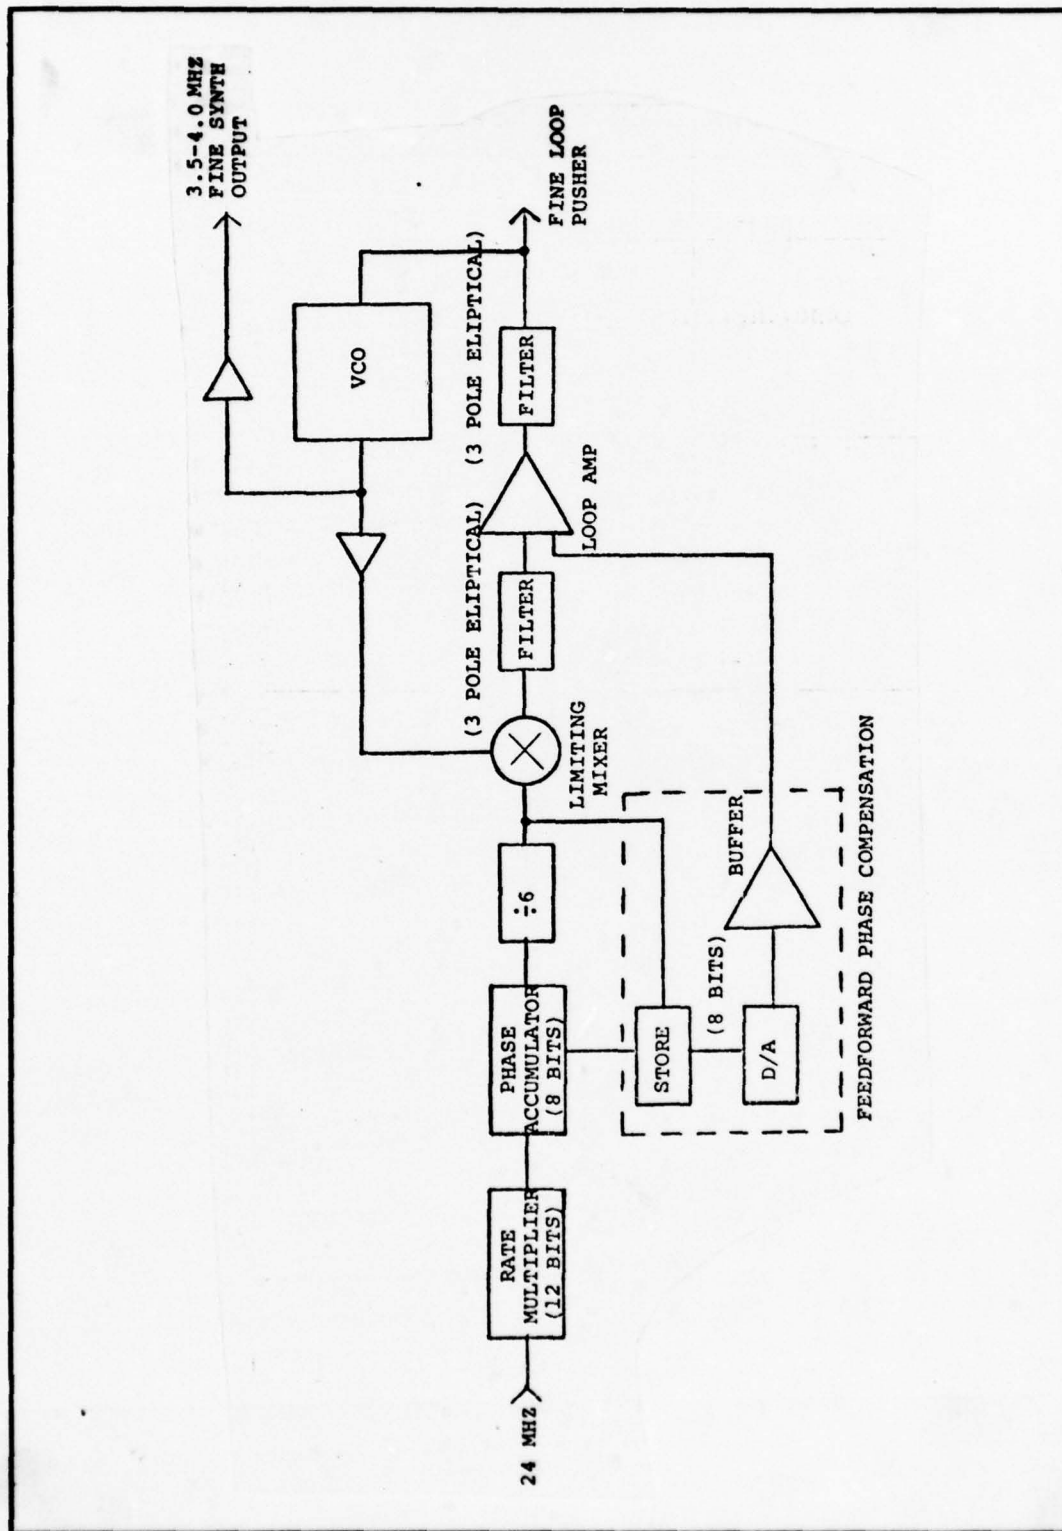 3.5-4.0 MHZ
FINE SYNTH
OUTPUT
VCO
(3 POLE ELIPTICAL)
(3 POLE ELIPTICAL)
24 MHZ
RATE
MULTIPLIER
(12 BITS)
PHASE
ACCUMULATOR
(8 BITS)
÷6
LIMITING
MIXER
FILTER
LOOP AMP
FILTER
FINE LOOP
PUSHER
STORE
(8 BITS)
D/A
BUFFER
FEEDFORWARD PHASE COMPENSATION